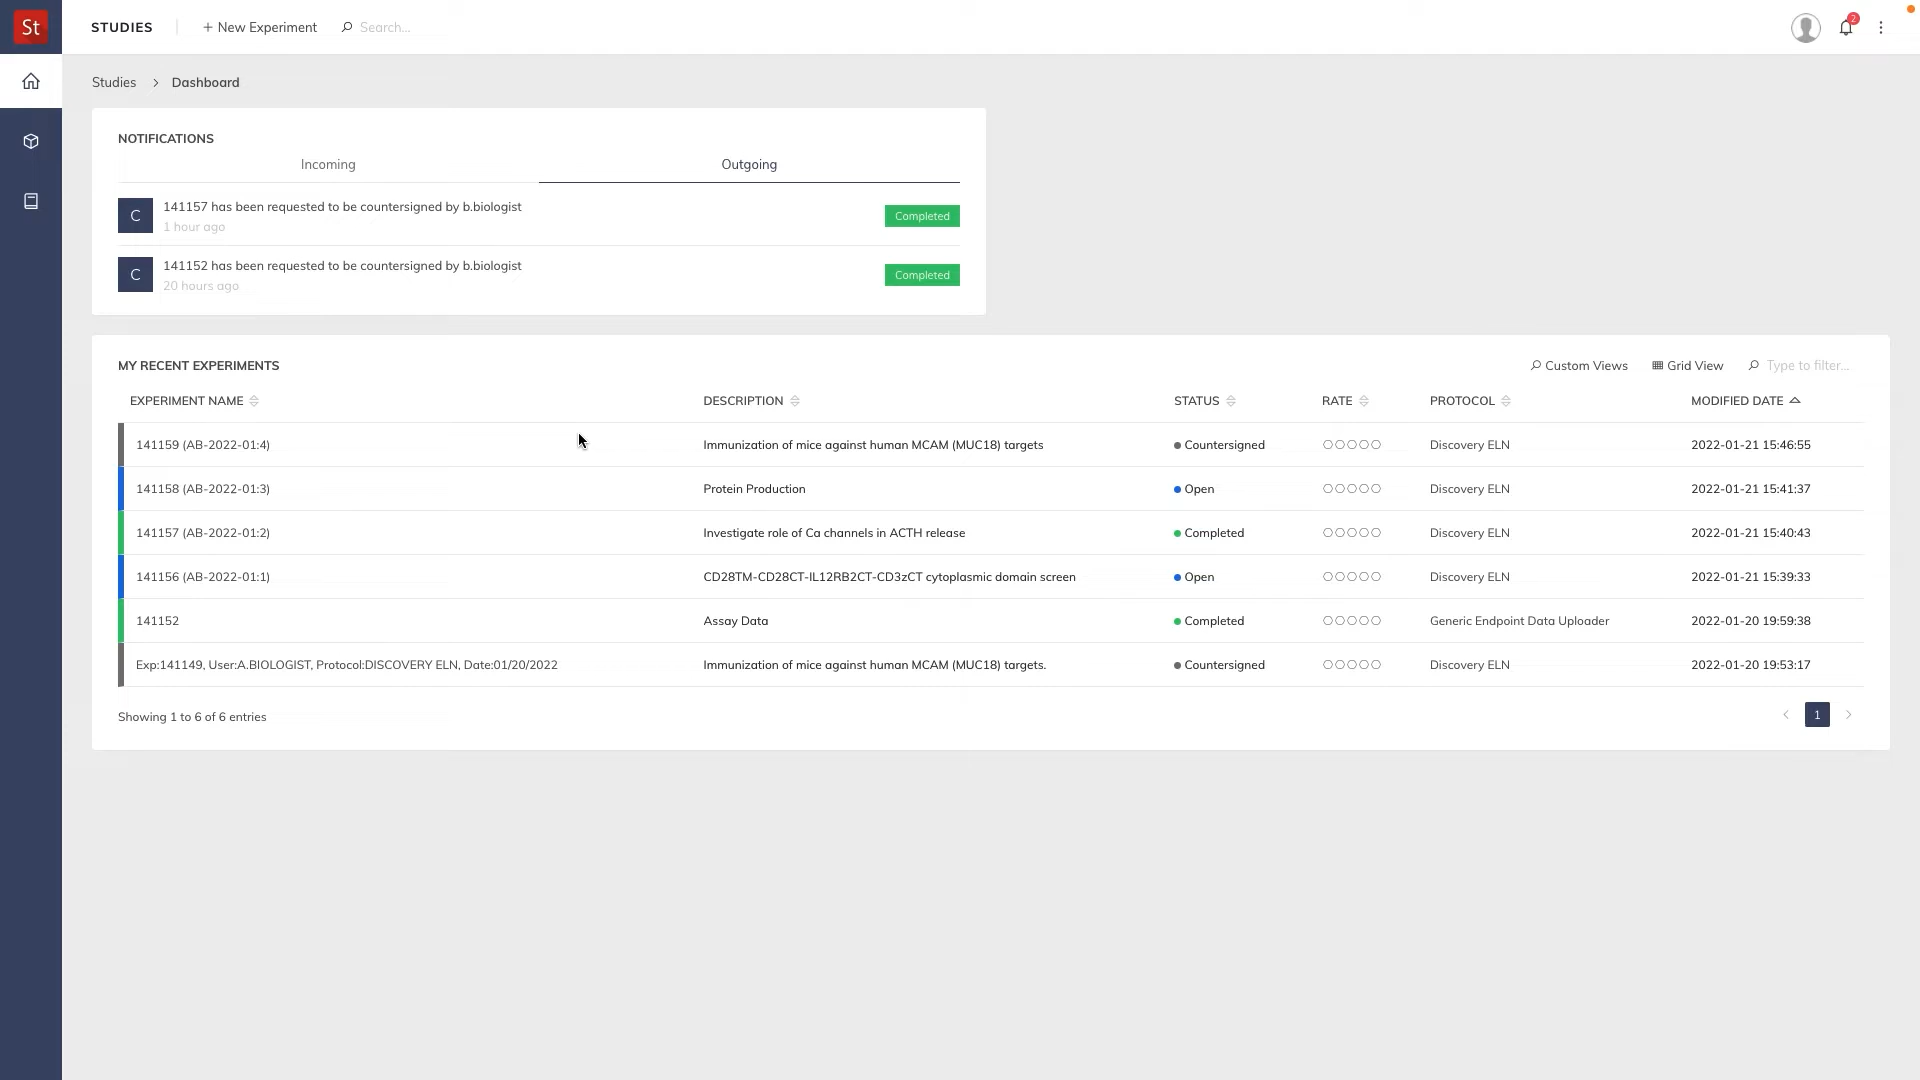 St
STUDIES
+ New Experiment
Search...
2
Studies > Dashboard
NOTIFICATIONS
Incoming
Outgoing
C
141157 has been requested to be countersigned by b.biologist
1 hour ago
Completed
C
141152 has been requested to be countersigned by b.biologist
20 hours ago
Completed
MY RECENT EXPERIMENTS
Custom Views
Grid View
Type to filter...
EXPERIMENT NAME DESCRIPTION STATUS RATE PROTOCOL MODIFIED DATE
141159 (AB-2022-01:4) Immunization of mice against human MCAM (MUC18) targets Countersigned Discovery ELN 2022-01-21 15:46:55
141158 (AB-2022-01:3) Protein Production Open Discovery ELN 2022-01-21 15:41:37
141157 (AB-2022-01:2) Investigate role of Ca channels in ACTH release Completed Discovery ELN 2022-01-21 15:40:43
141156 (AB-2022-01:1) CD28TM-CD28CT-IL12RB2CT-CD3zCT cytoplasmic domain screen Open Discovery ELN 2022-01-21 15:39:33
141152 Assay Data Completed Generic Endpoint Data Uploader 2022-01-20 19:59:38
Exp:141149, User:A.BIOLOGIST, Protocol:DISCOVERY ELN, Date:01/20/2022 Immunization of mice against human MCAM (MUC18) targets. Countersigned Discovery ELN 2022-01-20 19:53:17
Showing 1 to 6 of 6 entries
< 1 >